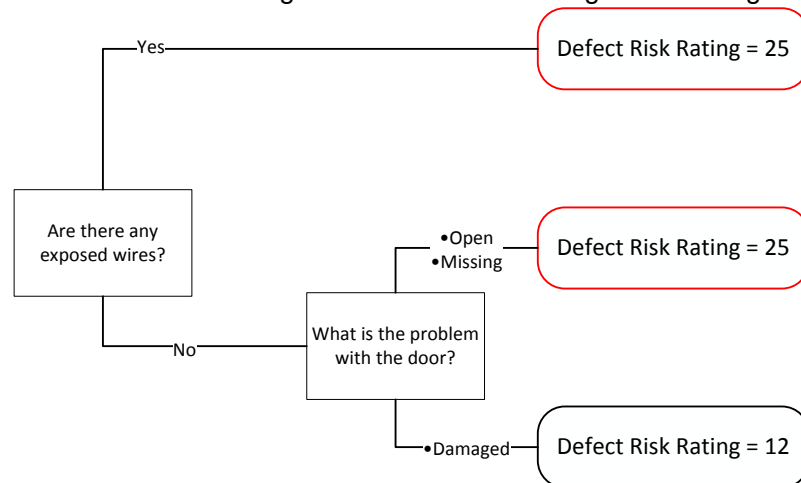 Yes
Defect Risk Rating = 25
Are there any
exposed wires?
•Open
•Missing
Defect Risk Rating = 25
No
What is the problem
with the door?
•Damaged
Defect Risk Rating = 12